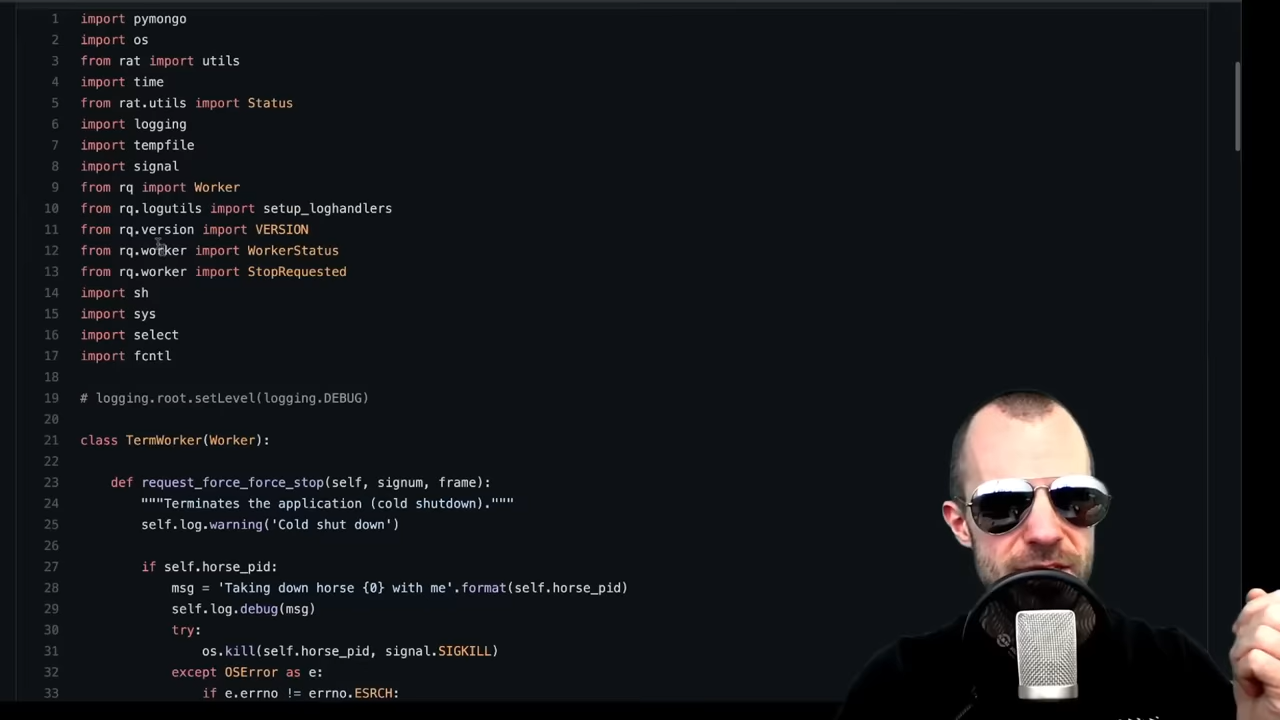 1 import pymongo
2 import os
3 from rat import utils
4 import time
5 from rat.utils import Status
6 import logging
7 import tempfile
8 import signal
9 from rq import Worker
10 from rq.logutils import setup_loghandlers
11 from rq.version import VERSION
12 from rq.worker import WorkerStatus
13 from rq.worker import StopRequested
14 import sh
15 import sys
16 import select
17 import fcntl
18
19 # logging.root.setLevel(logging.DEBUG)
20
21 class TermWorker(Worker):
22
23 def request_force_force_stop(self, signum, frame):
24 """Terminates the application (cold shutdown)."""
25 self.log.warning('Cold shut down')
26
27 if self.horse_pid:
28 msg = 'Taking down horse {0} with me'.format(self.horse_pid)
29 self.log.debug(msg)
30 try:
31 os.kill(self.horse_pid, signal.SIGKILL)
32 except OSError as e:
33 if e.errno != errno.ESRCH: